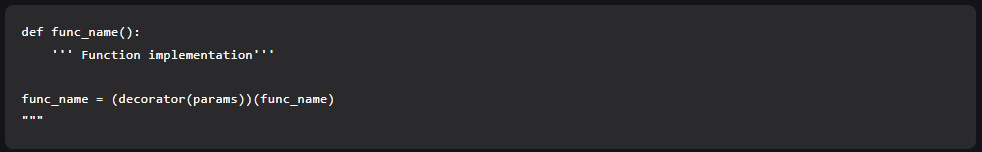 def func_name():
    ''' Function implementation'''
func_name = (decorator(params))(func_name)
"""